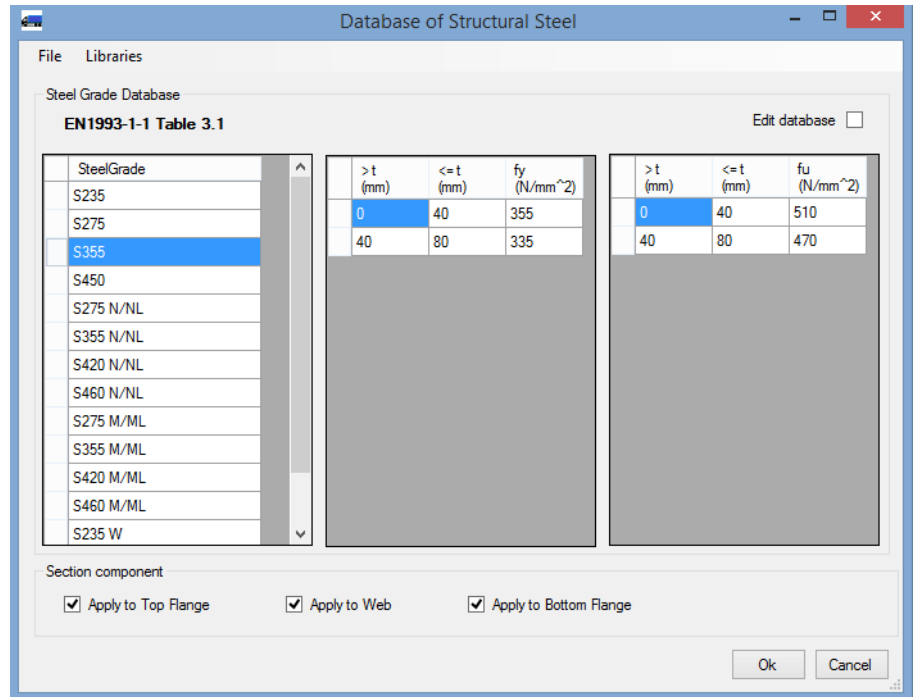 Database of Structural Steel
File Libraries
Steel Grade Database
EN1993-1-1 Table 3.1
Edit database
SteelGrade
S235
S275
S355
S450
S275 N/NL
S355 N/NL
S420 N/NL
S460 N/NL
S275 M/ML
S355 M/ML
S420 M/ML
S460 M/ML
S235 W
>t (mm) <=t (mm) fy (N/mm^2)
0 40 355
40 80 335
>t (mm) <=t (mm) fu (N/mm^2)
0 40 510
40 80 470
Section component
Apply to Top Flange Apply to Web Apply to Bottom Flange
Ok Cancel